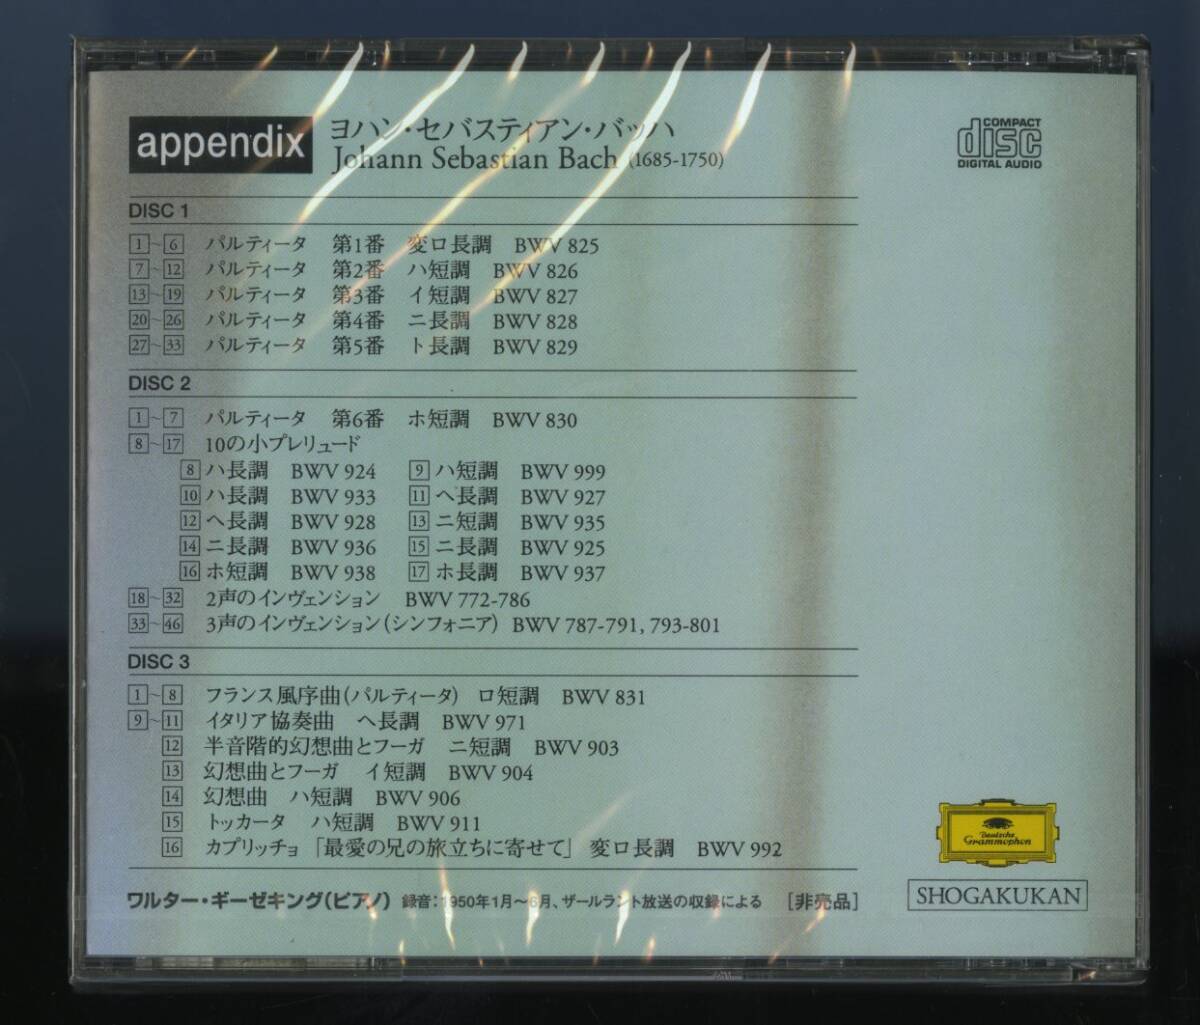 appendix
ヨハン・セバスティアン・バッハ
Johann Sebastian Bach (1685-1750)
COMPACT
disc
DIGITAL AUDIO
DISC 1
1~6 パルティータ 第1番 変ロ長調 BWV 825
7~12 パルティータ 第2番 ハ短調 BWV 826
13~19 パルティータ 第3番 イ短調 BWV 827
20~26 パルティータ 第4番 ニ長調 BWV 828
27~33 パルティータ 第5番 ト長調 BWV 829
DISC 2
1~7 パルティータ 第6番 ホ短調 BWV 830
8~17 10の小プレリュード
8 ハ長調 BWV 924 9 ハ短調 BWV 999
10 ハ長調 BWV 933 11 ヘ長調 BWV 927
12 ヘ長調 BWV 928 13 ニ短調 BWV 935
14 ニ長調 BWV 936 15 ニ長調 BWV 925
16 ホ短調 BWV 938 17 ホ長調 BWV 937
18~32 2声のインヴェンション BWV 772-786
33~46 3声のインヴェンション(シンフォニア) BWV 787-791, 793-801
DISC 3
1~8 フランス風序曲(パルティータ) ロ短調 BWV 831
9~11 イタリア協奏曲 ヘ長調 BWV 971
12 半音階的幻想曲とフーガ ニ短調 BWV 903
13 幻想曲とフーガ イ短調 BWV 904
14 幻想曲 ハ短調 BWV 906
15 トッカータ ハ短調 BWV 911
16 カプリッチョ「最愛の兄の旅立ちに寄せて」 変ロ長調 BWV 992
ワルター・ギーゼキング(ピアノ) 録音:1950年1月~6月、ザールラント放送の収録による [非売品]
Deutsche
Grammophon
SHOGAKUKAN